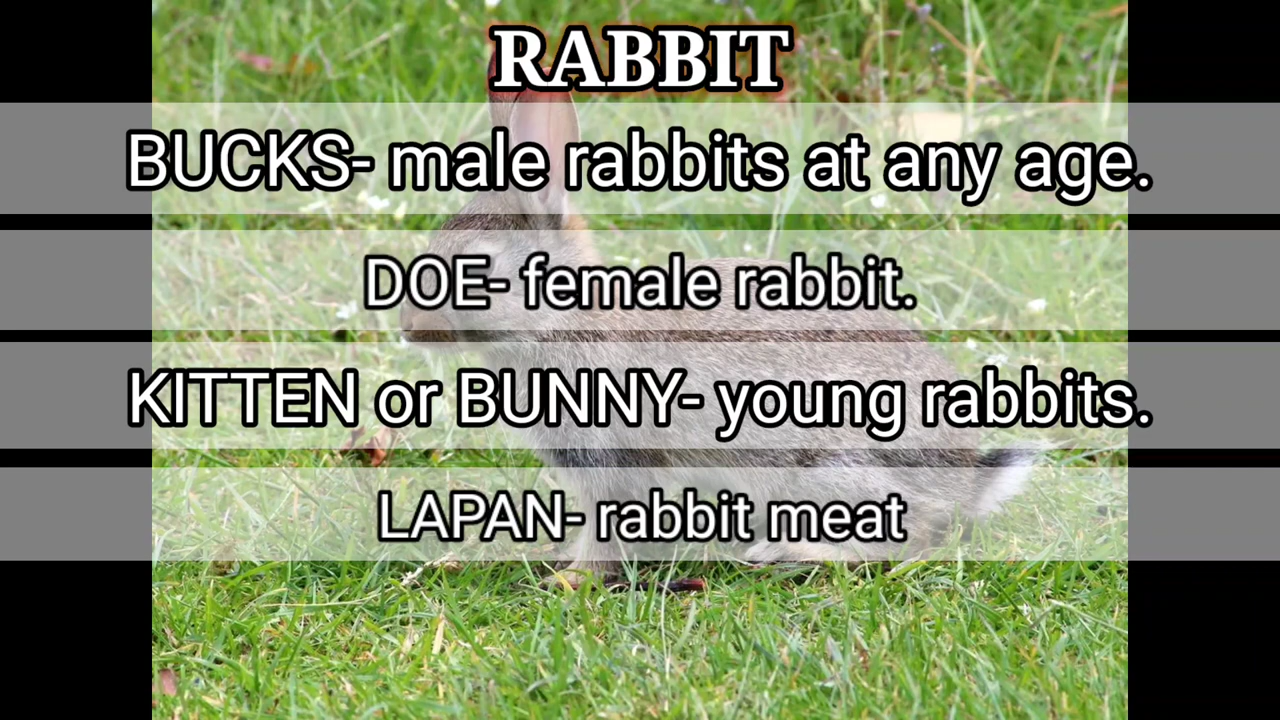 RABBIT
BUCKS- male rabbits at any age.
DOE- female rabbit.
KITTEN or BUNNY- young rabbits.
LAPAN- rabbit meat